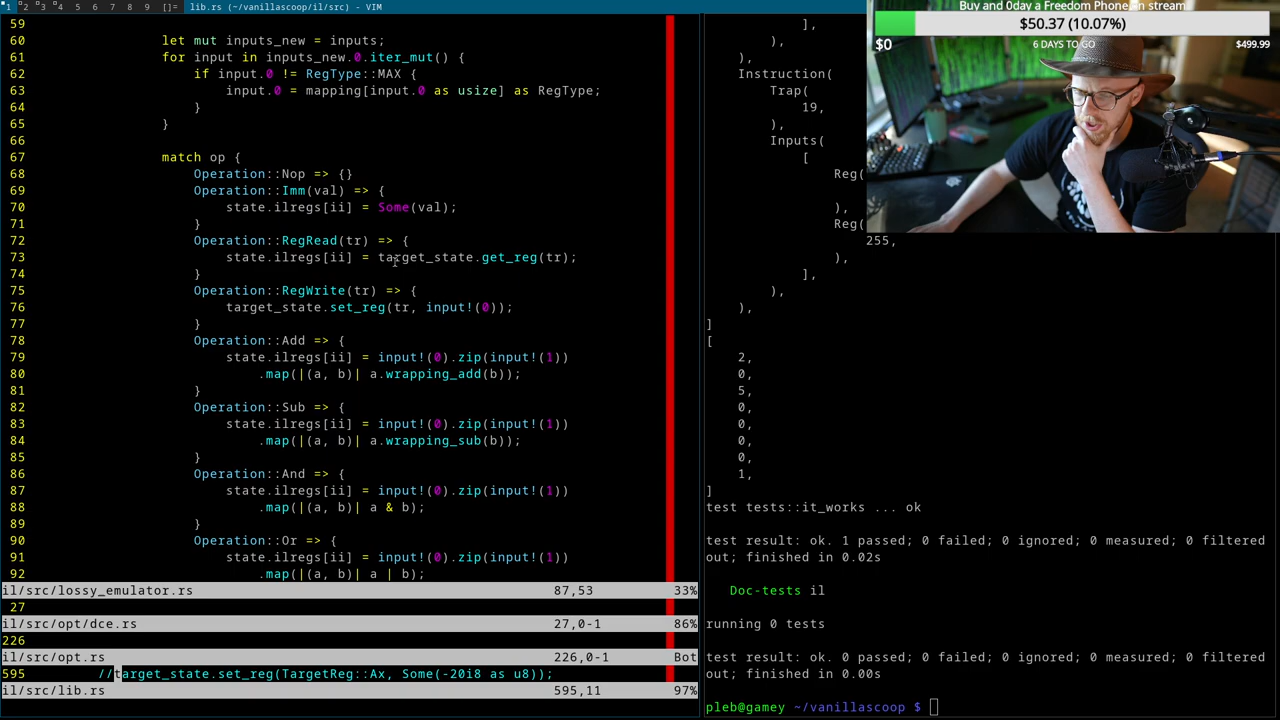 1 2 3 4 5 6 7 8 9 []= lib.rs (~/vanillascoop/il/src) - VIM
59
60 let mut inputs_new = inputs;
61 for input in inputs_new.0.iter_mut() {
62 if input.0 != RegType::MAX {
63 input.0 = mapping[input.0 as usize] as RegType;
64 }
65 }
66
67 match op {
68 Operation::Nop => {}
69 Operation::Imm(val) => {
70 state.ilregs[ii] = Some(val);
71 }
72 Operation::RegRead(tr) => {
73 state.ilregs[ii] = target_state.get_reg(tr);
74 }
75 Operation::RegWrite(tr) => {
76 target_state.set_reg(tr, input!(0));
77 }
78 Operation::Add => {
79 state.ilregs[ii] = input!(0).zip(input!(1))
80 .map(|(a, b)| a.wrapping_add(b));
81 }
82 Operation::Sub => {
83 state.ilregs[ii] = input!(0).zip(input!(1))
84 .map(|(a, b)| a.wrapping_sub(b));
85 }
86 Operation::And => {
87 state.ilregs[ii] = input!(0).zip(input!(1))
88 .map(|(a, b)| a & b);
89 }
90 Operation::Or => {
91 state.ilregs[ii] = input!(0).zip(input!(1))
92 .map(|(a, b)| a | b);
il/src/lossy_emulator.rs 87,53 33%
27
il/src/opt/dce.rs 27,0-1 86%
226
il/src/opt.rs 226,0-1 Bot
595 //target_state.set_reg(TargetReg::Ax, Some(-20i8 as u8));
il/src/lib.rs 595,11 97%
],
),
),
Instruction(
Trap(
19,
),
Inputs(
[
Reg(
),
Reg(
255,
),
],
),
),
]
[
2,
0,
5,
0,
0,
0,
0,
1,
]
test tests::it_works ... ok
test result: ok. 1 passed; 0 failed; 0 ignored; 0 measured; 0 filtered
out; finished in 0.02s
Doc-tests il
running 0 tests
test result: ok. 0 passed; 0 failed; 0 ignored; 0 measured; 0 filtered
out; finished in 0.00s
pleb@gamey ~/vanillascoop $
Buy and 0day a Freedom Phone on stream
$50.37 (10.07%)
$0 6 DAYS TO GO $499.99